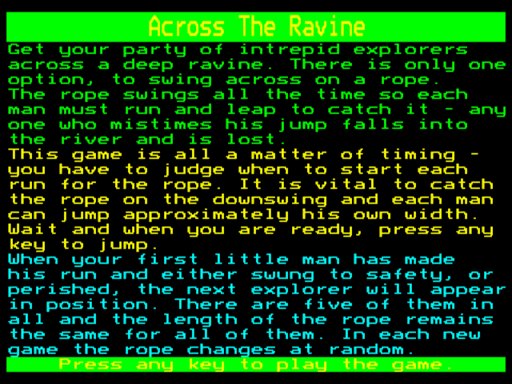 Across The Ravine
Get your party of intrepid explorers
across a deep ravine. There is only one
option, to swing across on a rope.
The rope swings all the time so each
man must run and leap to catch it - any
one who mistimes his jump falls into
the river and is lost.
This game is all a matter of timing -
you have to judge when to start each
run for the rope. It is vital to catch
the rope on the downswing and each man
can jump approximately his own width.
Wait and when you are ready, press any
key to jump.
When your first little man has made
his run and either swung to safety, or
perished, the next explorer will appear
in position. There are five of them in
all and the length of the rope remains
the same for all of them. In each new
game the rope changes at random.
Press any key to play the game.